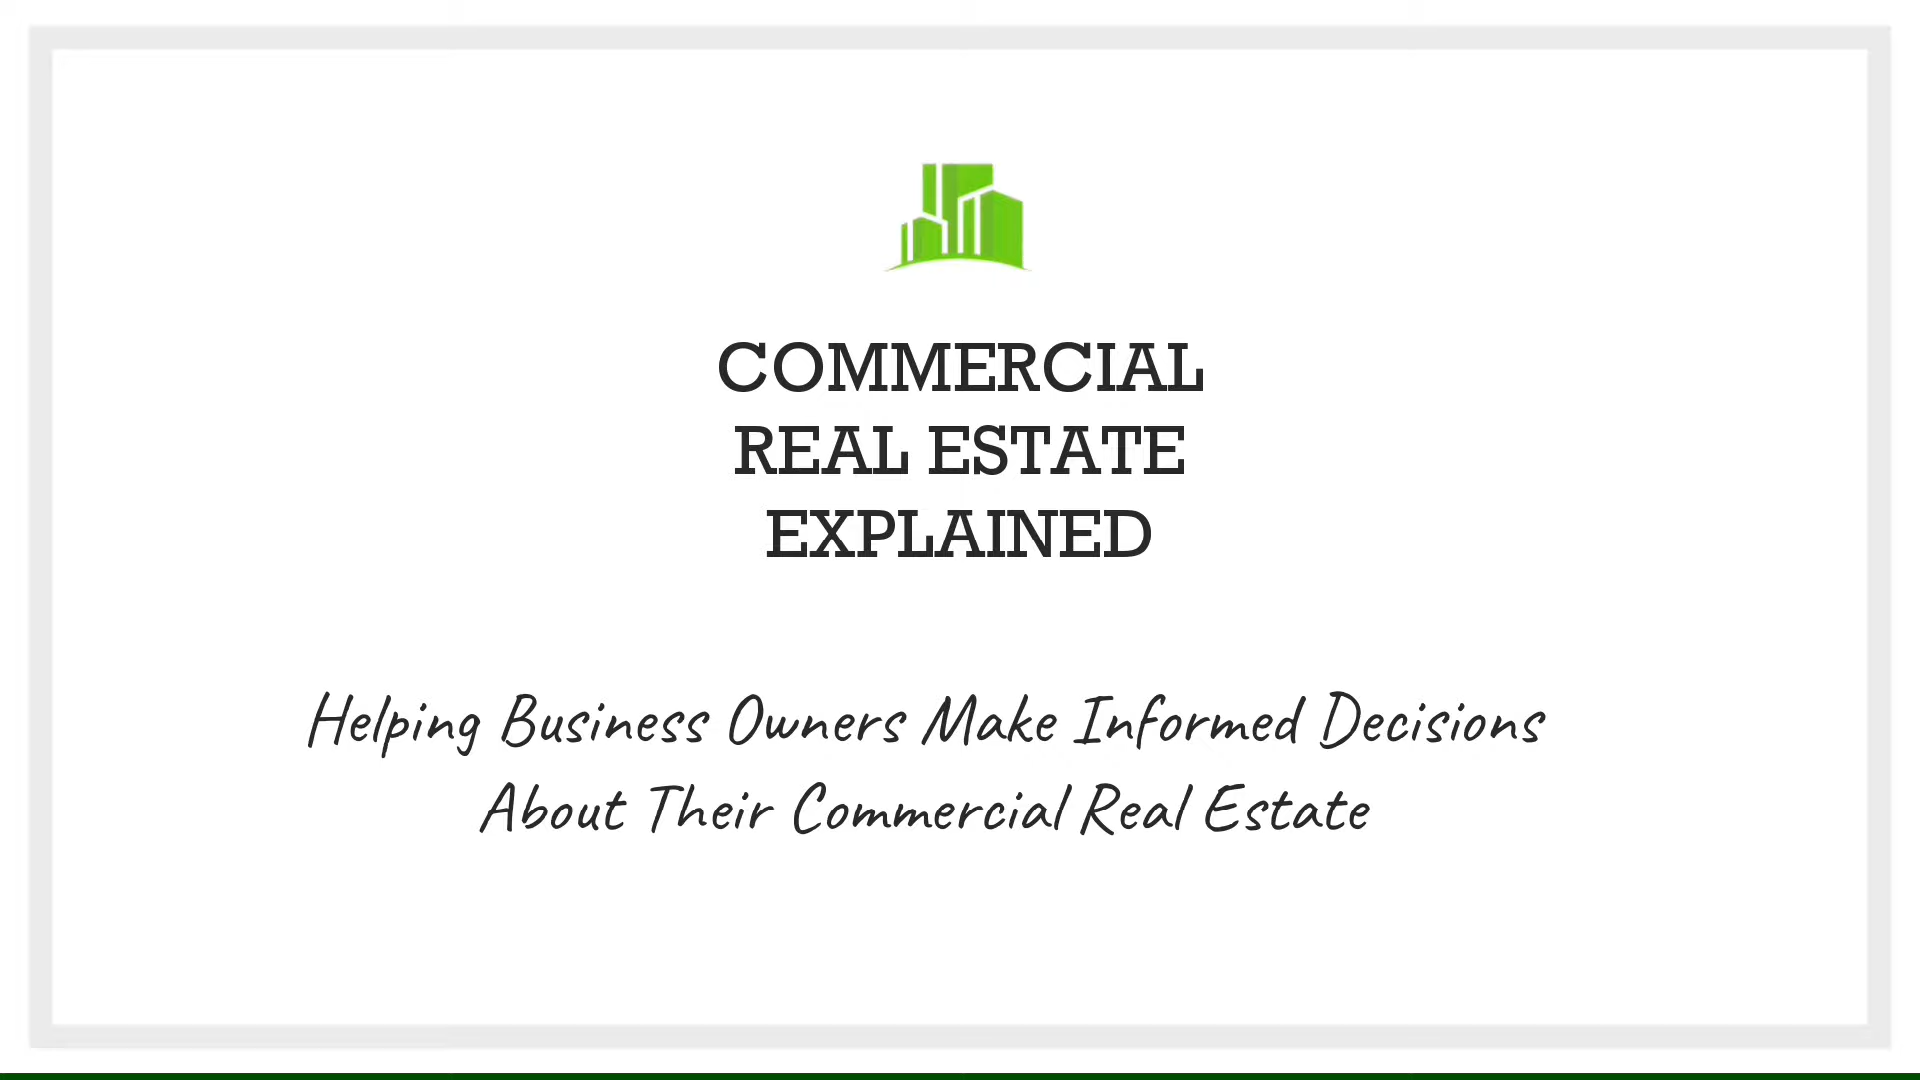 COMMERCIAL
REAL ESTATE
EXPLAINED
Helping Business Owners Make Informed Decisions
About Their Commercial Real Estate